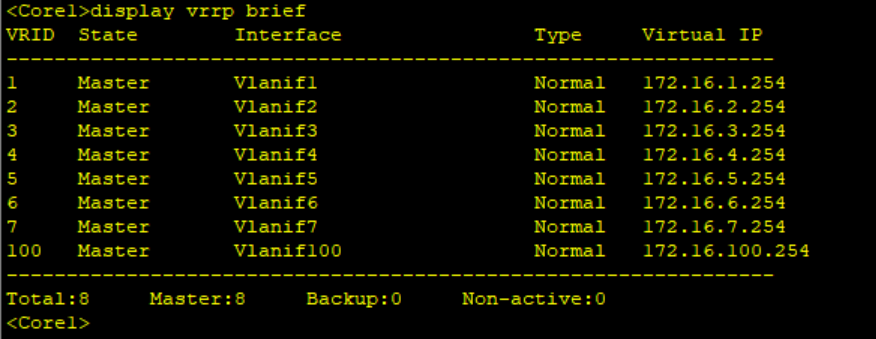 <Core1>display vrrp brief
VRID  State        Interface                Type     Virtual IP
----------------------------------------------------------------
1     Master       Vlanif1                  Normal   172.16.1.254
2     Master       Vlanif2                  Normal   172.16.2.254
3     Master       Vlanif3                  Normal   172.16.3.254
4     Master       Vlanif4                  Normal   172.16.4.254
5     Master       Vlanif5                  Normal   172.16.5.254
6     Master       Vlanif6                  Normal   172.16.6.254
7     Master       Vlanif7                  Normal   172.16.7.254
100   Master       Vlanif100                Normal   172.16.100.254
----------------------------------------------------------------
Total:8     Master:8     Backup:0     Non-active:0
<Core1>